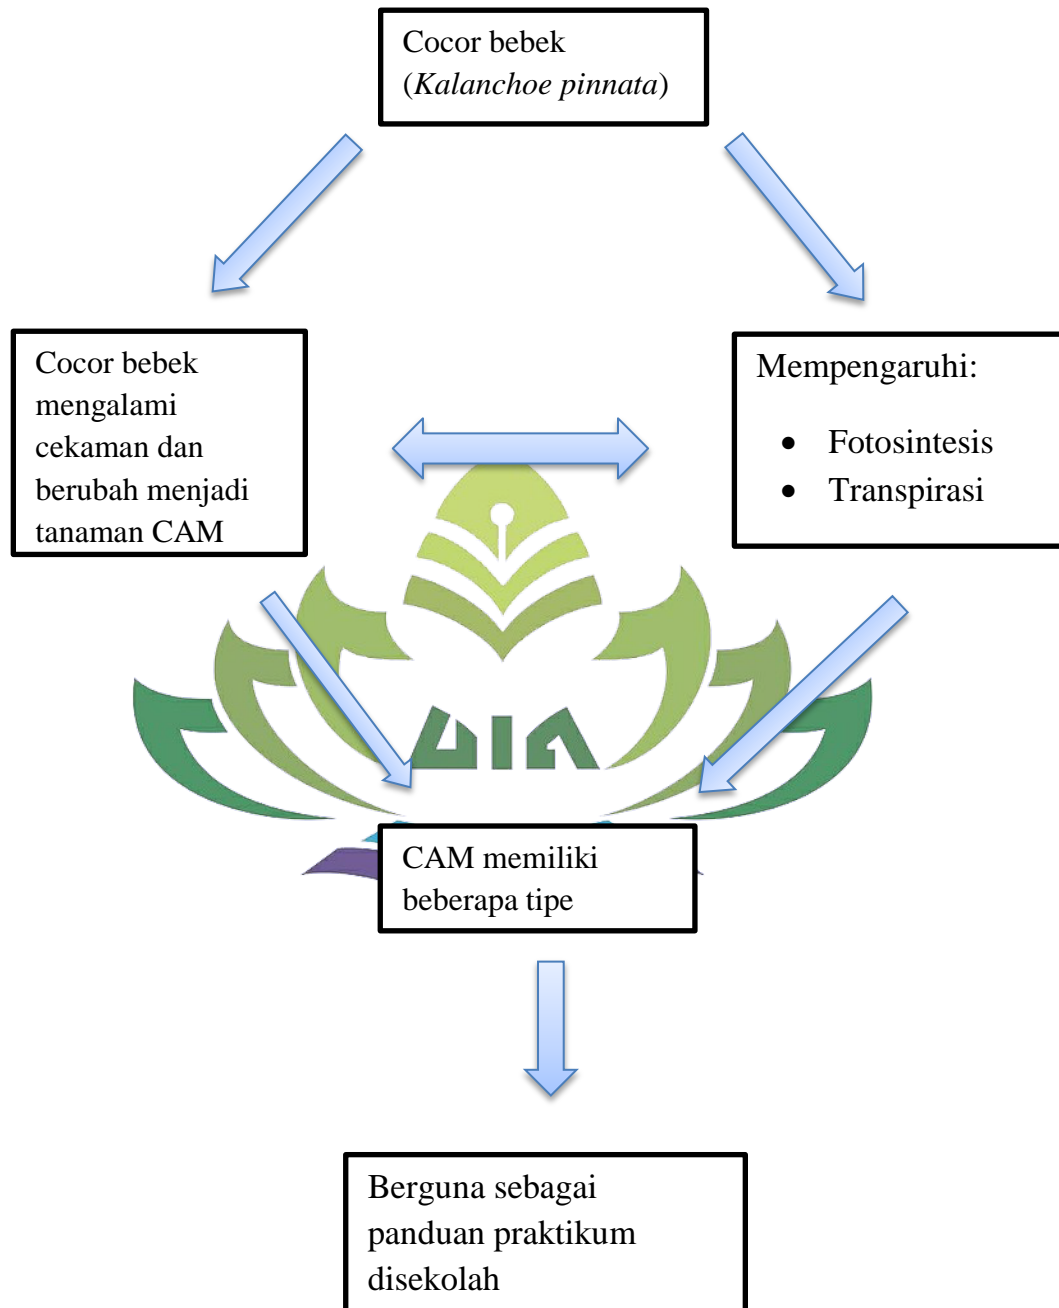 Cocor bebek
(Kalanchoe pinnata)
Cocor bebek
mengalami
cekaman dan
berubah menjadi
tanaman CAM
Mempengaruhi:
• Fotosintesis
• Transpirasi
UIN
CAM memiliki
beberapa tipe
Berguna sebagai
panduan praktikum
disekolah